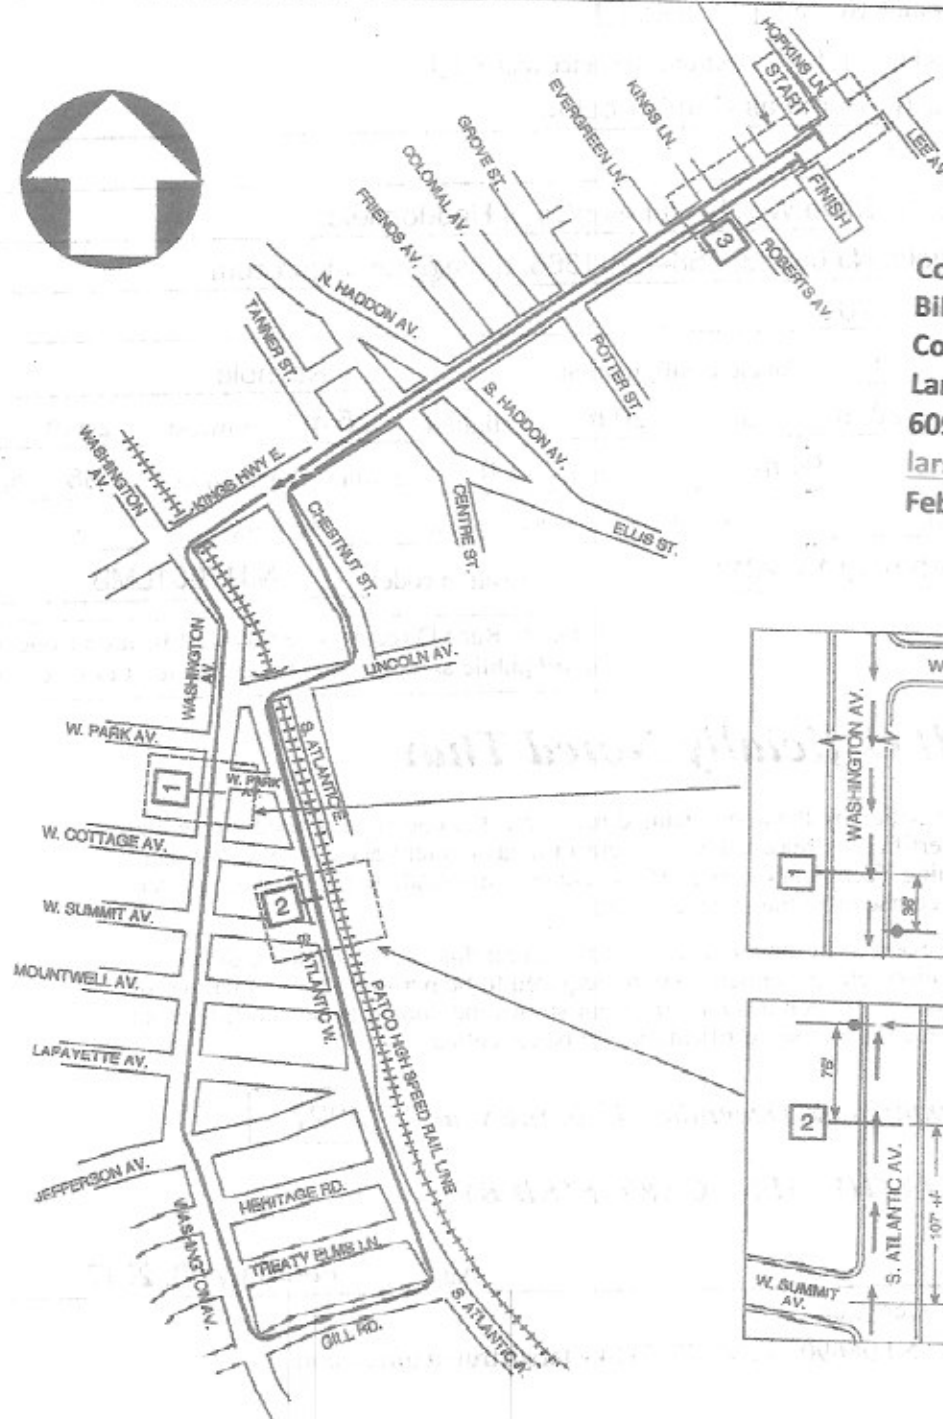 HOPKINS LN.
START
LEE AV
KINGS LN.
EVERGREEN LN.
GROVE ST.
COLONIAL AV.
FRIENDS AV.
FINISH
3
ROBERTS AV.
N. HADDON AV.
TANNER ST.
POTTER ST.
S. HADDON AV.
WASHINGTON
AV.
KINGS HWY E.
CENTRE ST.
ELLIS ST.
CHESTNUT ST.
Co
Bil
Co
Lar
609
lan
Feb
WASHINGTON
AV.
LINCOLN AV.
W. PARK AV.
S. ATLANTIC E.
1
W. PARK
AV.
W. COTTAGE AV.
W. SUMMIT AV.
2
S. ATLANTIC W.
MOUNTWELL AV.
LAFAYETTE AV.
PATCO HIGH SPEED RAIL LINE
JEFFERSON AV.
HERITAGE RD.
WASHINGTON AV.
TREATY ELMS LN.
GILL RD.
S. ATLANTIC
W
WASHINGTON AV.
1
75'
2
S. ATLANTIC AV.
107' +/-
W. SUMMIT
AV.